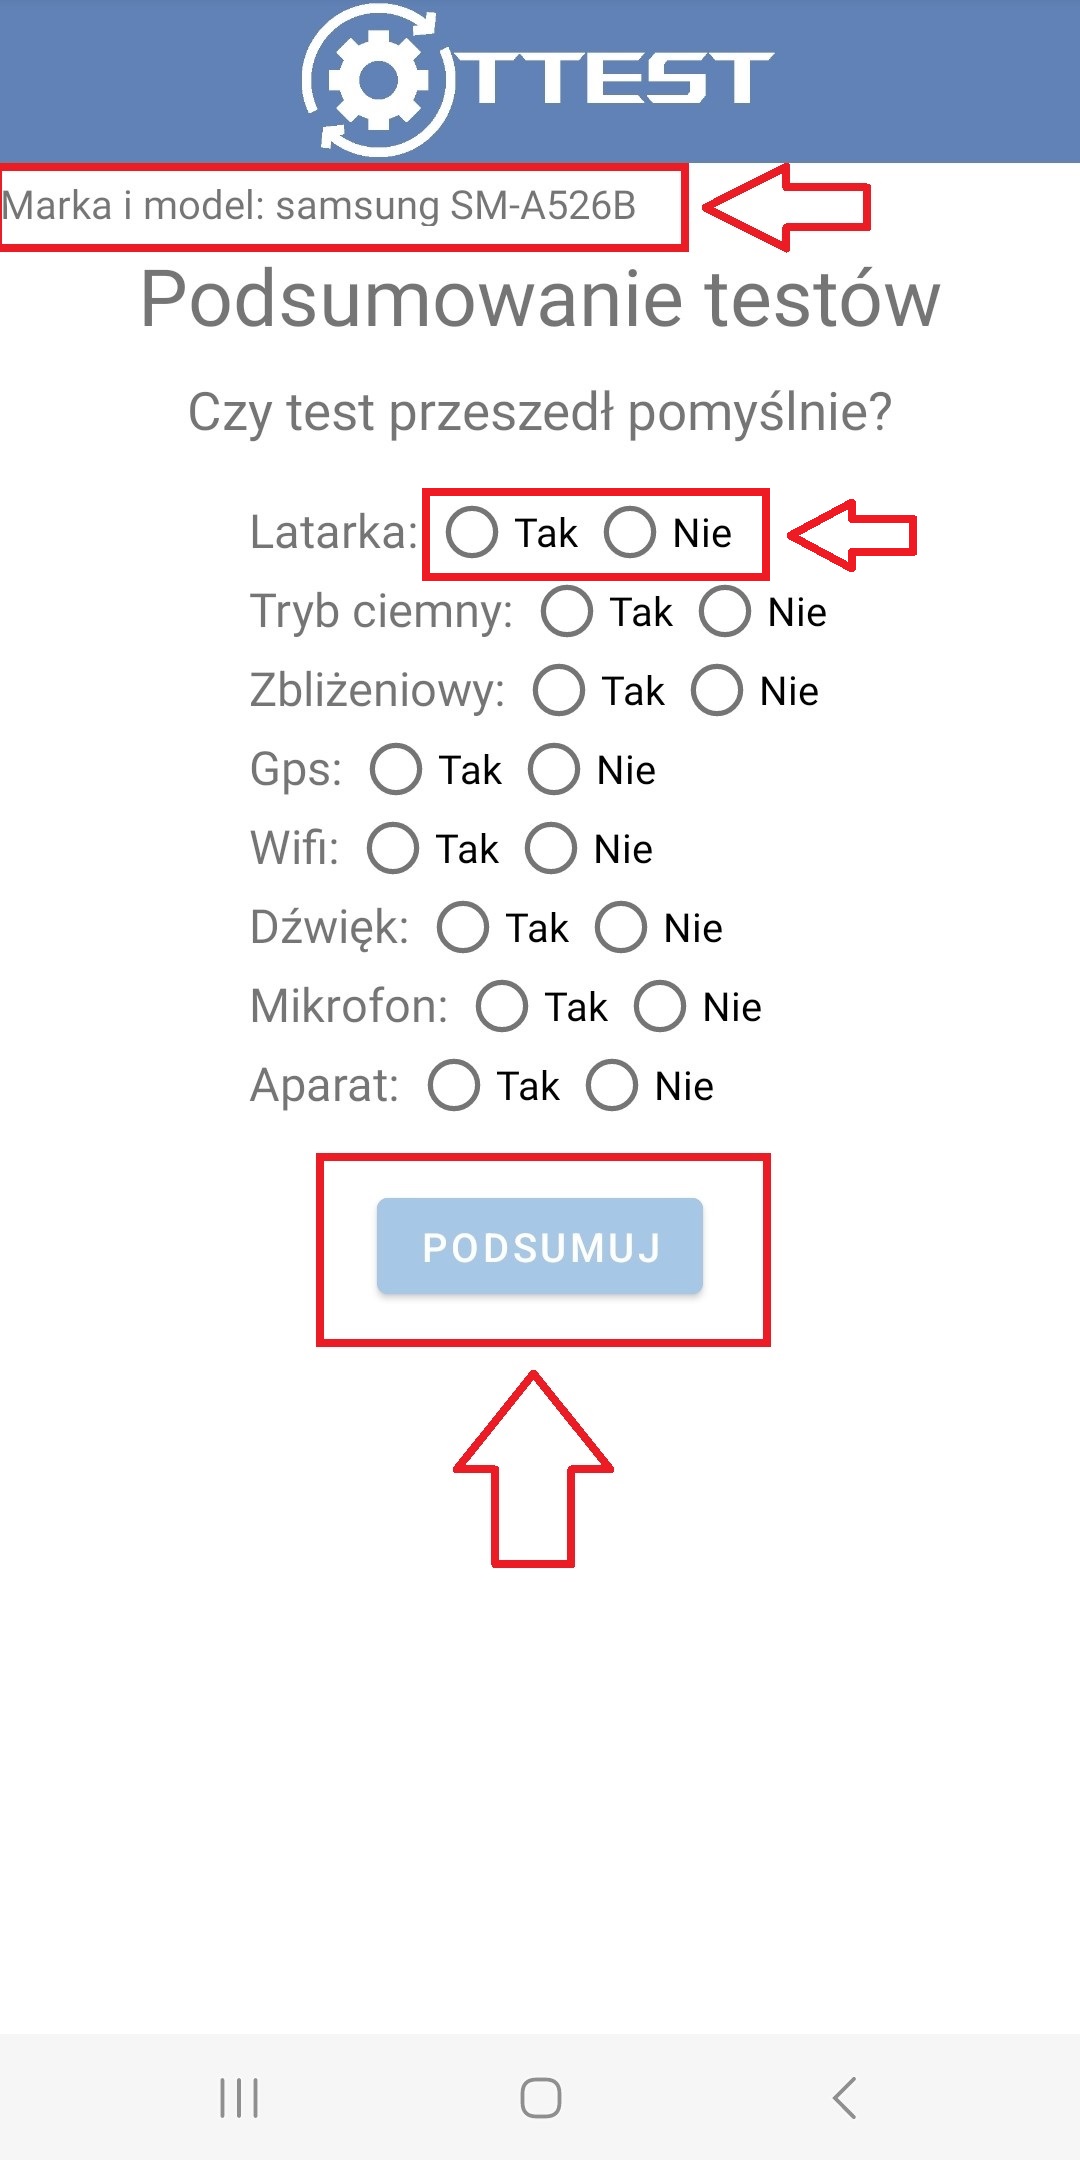 TTEST
Marka i model: samsung SM-A526B
Podsumowanie testów
Czy test przeszedł pomyślnie?
Latarka: Tak Nie
Tryb ciemny: Tak Nie
Zbliżeniowy: Tak Nie
Gps: Tak Nie
Wifi: Tak Nie
Dźwięk: Tak Nie
Mikrofon: Tak Nie
Aparat: Tak Nie
PODSUMUJ